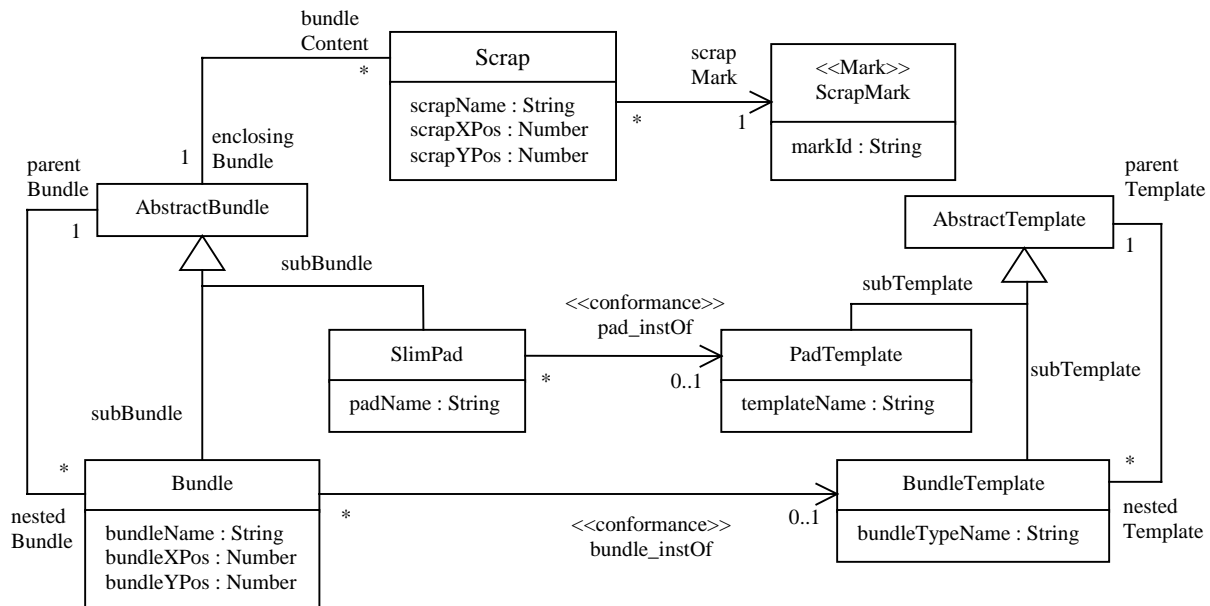 bundle
Content
*
Scrap
scrapName : String
scrapXPos : Number
scrapYPos : Number
scrap
Mark
*
1
<<Mark>>
ScrapMark
markId : String
enclosing
Bundle
1
parent
Bundle
1
AbstractBundle
parent
Template
1
AbstractTemplate
subBundle
subTemplate
<<conformance>>
pad_instOf
SlimPad
padName : String
*
0..1
PadTemplate
templateName : String
subBundle
subTemplate
*
nested
Bundle
Bundle
bundleName : String
bundleXPos : Number
bundleYPos : Number
*
<<conformance>>
bundle_instOf
0..1
BundleTemplate
bundleTypeName : String
*
nested
Template